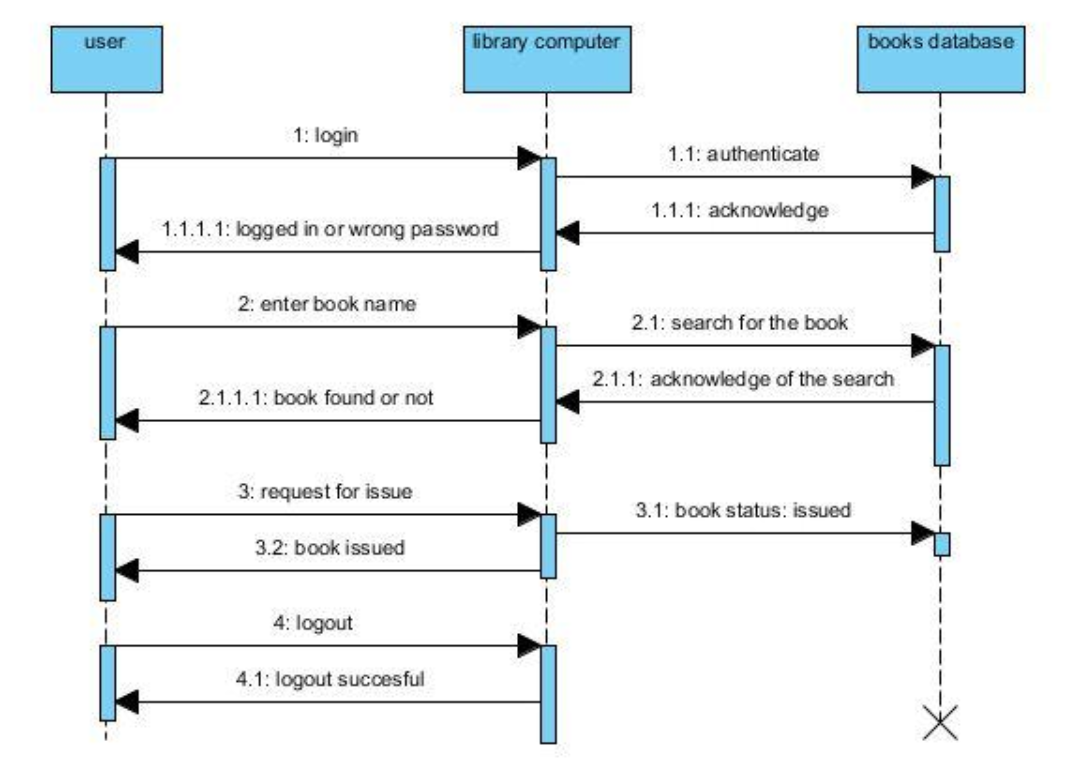 user
library computer
books database
1: login
1.1: authenticate
1.1.1: acknowledge
1.1.1.1: logged in or wrong password
2: enter book name
2.1: search for the book
2.1.1: acknowledge of the search
2.1.1.1: book found or not
3: request for issue
3.1: book status: issued
3.2: book issued
4: logout
4.1: logout succesful